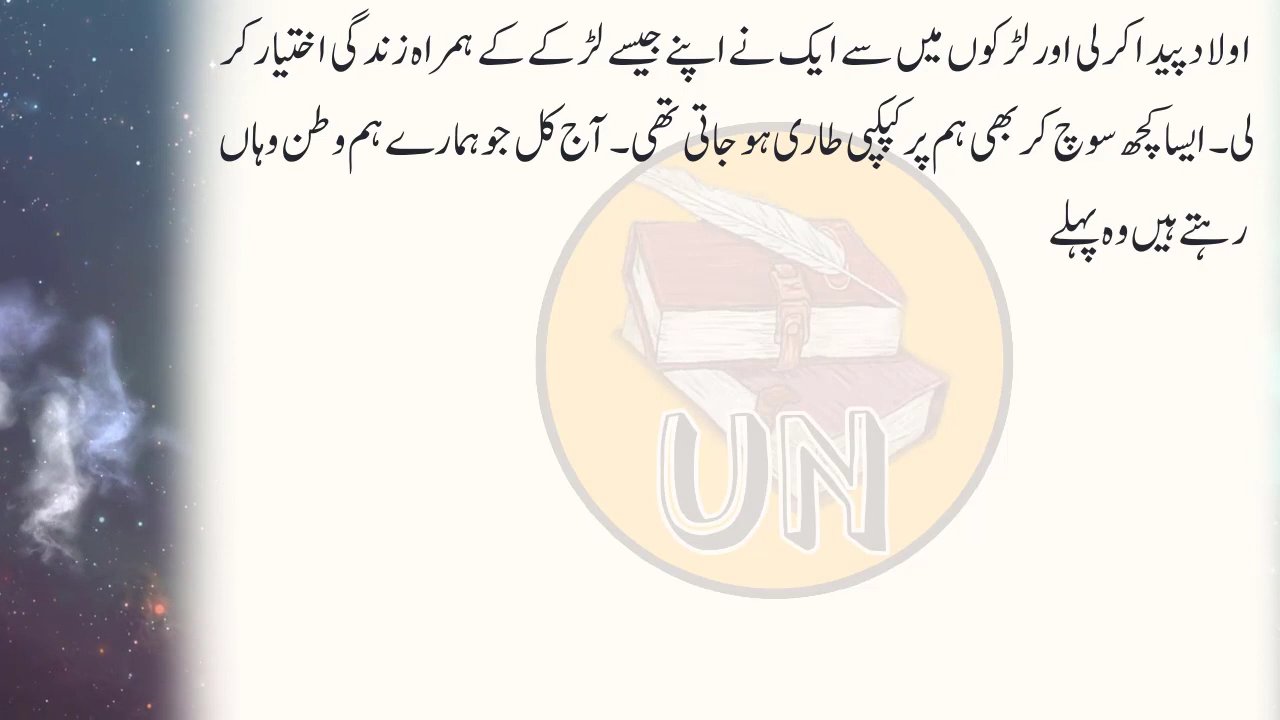 اولاد پیدا کر لی اور لڑکوں میں سے ایک نے اپنے جیسے لڑکے کے ہمراہ زندگی اختیار کر
لی۔ ایسا کچھ سوچ کر بھی ہم پر کپکپی طاری ہو جاتی تھی۔ آج کل جو ہمارے ہم وطن وہاں
رہتے ہیں وہ پہلے
UN